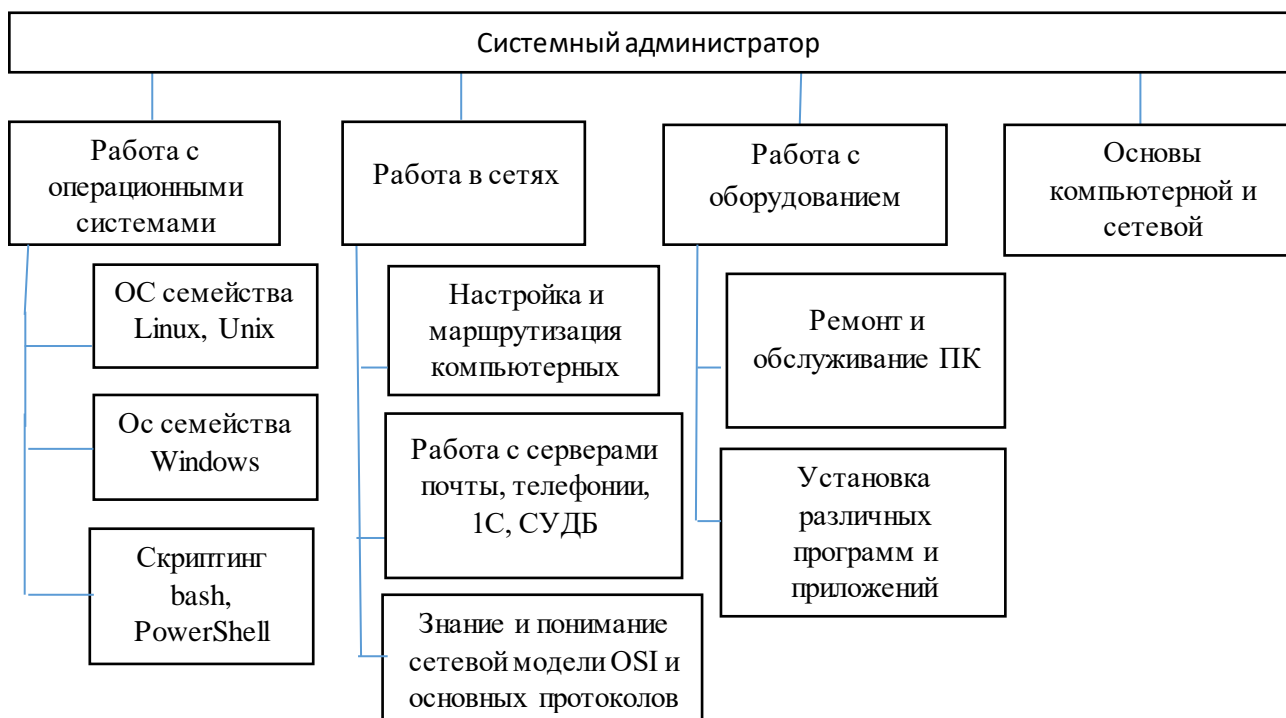 Системный администратор
Работа с
операционными
системами
ОС семейства
Linux, Unix
Ос семейства
Windows
Скриптинг
bash,
PowerShell
Работа в сетях
Настройка и
маршрутизация
компьютерных
Работа с серверами
почты, телефонии,
1С, СУДБ
Знание и понимание
сетевой модели OSI и
основных протоколов
Работа с
оборудованием
Ремонт и
обслуживание ПК
Установка
различных
программ и
приложений
Основы
компьютерной и
сетевой